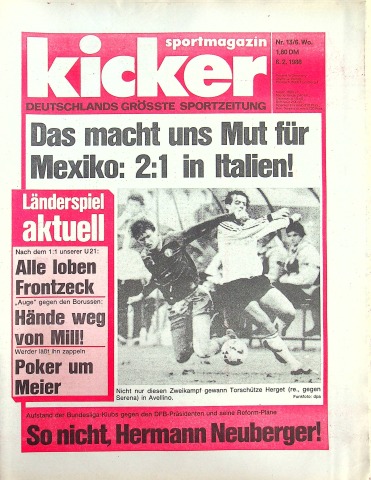 sportmagazin
kicker
DEUTSCHLANDS GRÖSSTE SPORTZEITUNG
Nr. 13/6. Wo.
1,80 DM
6. 2. 1986
Das macht uns Mut für
Mexiko: 2:1 in Italien!
Länderspiel
aktuell
Nach dem 1:1 unserer U21:
Alle loben
Frontzeck
„Auge" gegen den Borussen:
Hände weg
von Mill!
Werder läßt ihn zappeln
Poker um
Meier
Nicht nur diesen Zweikampf gewann Torschütze Herget (re., gegen
Serena) in Avellino.
Funkfoto: dpa
Aufstand der Bundesliga-Klubs gegen den DFB-Präsidenten und seine Reform-Pläne
So nicht, Hermann Neuberger!